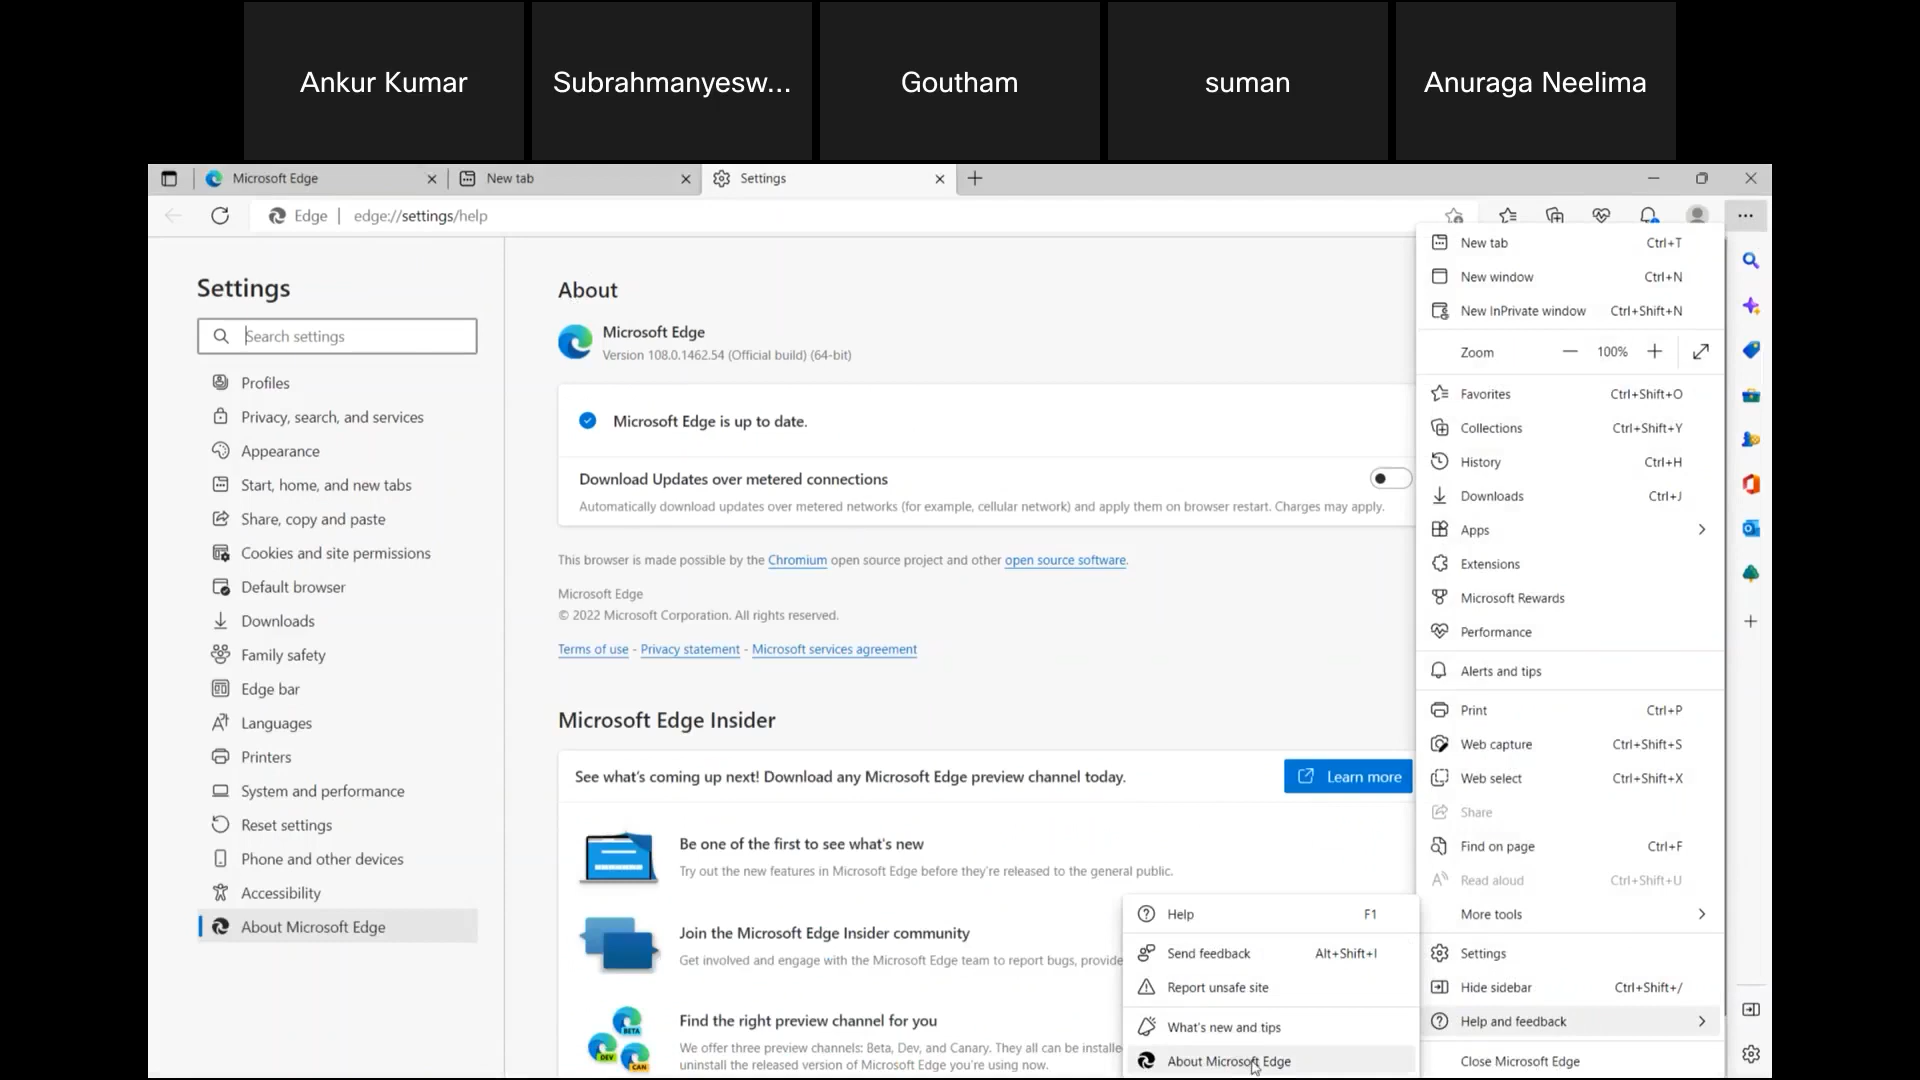 Ankur Kumar
Subrahmanyesw...
Goutham
suman
Anuraga Neelima
Microsoft Edge
New tab
Settings
Edge
edge://settings/help
Settings
Search settings
Profiles
Privacy, search, and services
Appearance
Start, home, and new tabs
Share, copy and paste
Cookies and site permissions
Default browser
Downloads
Family safety
Edge bar
Languages
Printers
System and performance
Reset settings
Phone and other devices
Accessibility
About Microsoft Edge
About
Microsoft Edge
Version 108.0.1462.54 (Official build) (64-bit)
Microsoft Edge is up to date.
Download Updates over metered connections
Automatically download updates over metered networks (for example, cellular network) and apply them on browser restart. Charges may apply.
This browser is made possible by the Chromium open source project and other open source software.
Microsoft Edge
© 2022 Microsoft Corporation. All rights reserved.
Terms of use - Privacy statement - Microsoft services agreement
Microsoft Edge Insider
See what's coming up next! Download any Microsoft Edge preview channel today.
Learn more
Be one of the first to see what's new
Try out the new features in Microsoft Edge before they're released to the general public.
Join the Microsoft Edge Insider community
Get involved and engage with the Microsoft Edge team to report bugs, provide
BETA
DEV
CAN
Find the right preview channel for you
We offer three preview channels: Beta, Dev, and Canary. They all can be installe
uninstall the released version of Microsoft Edge you're using now.
New tab Ctrl+T
New window Ctrl+N
New InPrivate window Ctrl+Shift+N
Zoom 100%
Favorites Ctrl+Shift+O
Collections Ctrl+Shift+Y
History Ctrl+H
Downloads Ctrl+J
Apps
Extensions
Microsoft Rewards
Performance
Alerts and tips
Print Ctrl+P
Web capture Ctrl+Shift+S
Web select Ctrl+Shift+X
Share
Find on page Ctrl+F
Read aloud Ctrl+Shift+U
More tools
Settings
Hide sidebar Ctrl+Shift+/
Help and feedback
Close Microsoft Edge
Help F1
Send feedback Alt+Shift+I
Report unsafe site
What's new and tips
About Microsoft Edge